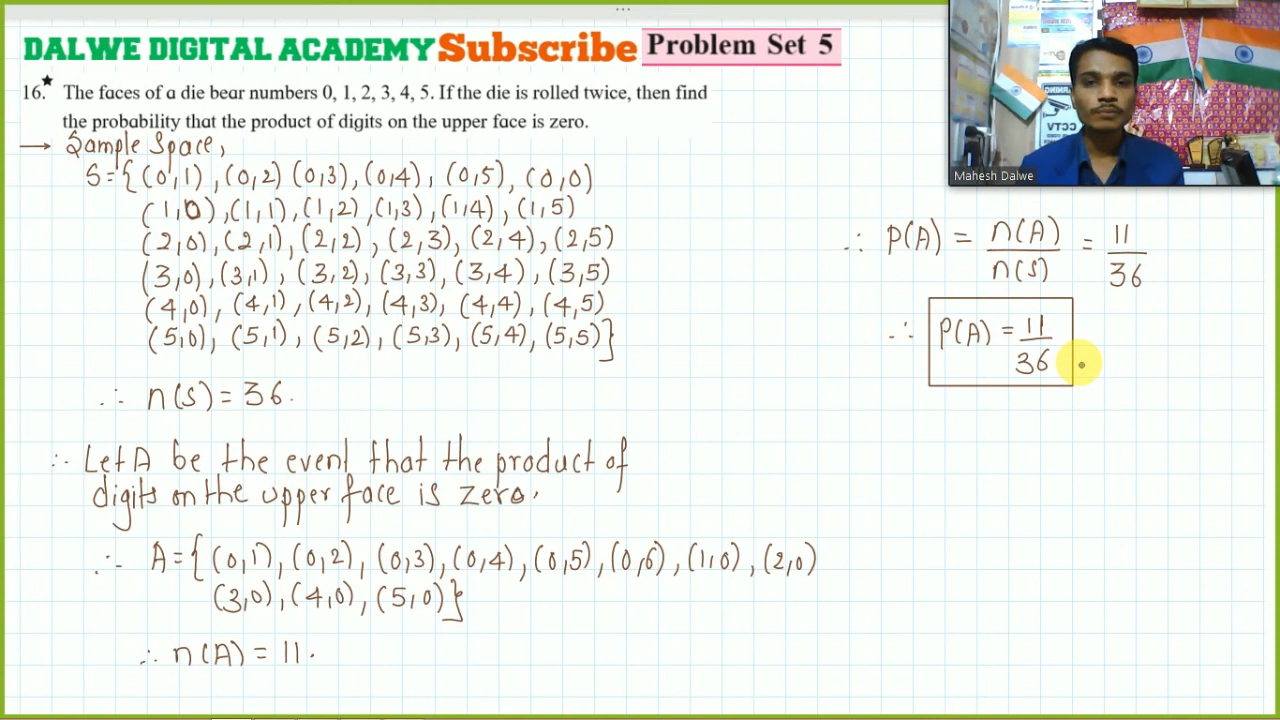 DALWE DIGITAL ACADEMY Subscribe Problem Set 5
16.* The faces of a die bear numbers 0, 1, 2, 3, 4, 5. If the die is rolled twice, then find
the probability that the product of digits on the upper face is zero.
→ Sample Space,
S={(0,1), (0,2) (0,3), (0,4), (0,5), (0,0)
(1,0), (1,1), (1,2), (1,3), (1,4), (1,5)
(2,0), (2,1), (2,2), (2,3), (2,4), (2,5)
(3,0), (3,1), (3,2), (3,3), (3,4), (3,5)
(4,0), (4,1), (4,2), (4,3), (4,4), (4,5)
(5,0), (5,1), (5,2), (5,3), (5,4), (5,5)}
∴ n(S) = 36.
∴ Let A be the event that the product of
digits on the upper face is zero.
∴ A={(0,1), (0,2), (0,3), (0,4), (0,5), (0,6), (1,0), (2,0)
(3,0), (4,0), (5,0)}
∴ n(A) = 11.
∴ P(A) = n(A)/n(S) = 11/36
∴ P(A) = 11/36
Mahesh Dalwe
CCTV